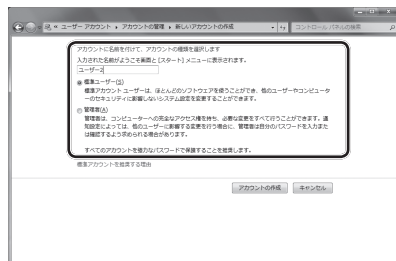 « ユーザー アカウント ▸ アカウントの管理 ▸ 新しいアカウントの作成
コントロール パネルの検索
アカウントに名前を付けて、アカウントの種類を選択します
入力された名前がようこそ画面と [スタート] メニューに表示されます。
ユーザー2
標準ユーザー(S)
標準アカウント ユーザーは、ほとんどのソフトウェアを使うことができ、他のユーザーやコンピュータ
ーのセキュリティに影響しないシステム設定を変更することができます。
管理者(A)
管理者は、コンピューターへの完全なアクセス権を持ち、必要な変更をすべて行うことができます。通
知設定によっては、他のユーザーに影響する変更を行う場合に、管理者は自分のパスワードを入力また
は確認するよう求められる場合があります。
すべてのアカウントを強力なパスワードで保護することを推奨します。
標準アカウントを推奨する理由
アカウントの作成 キャンセル